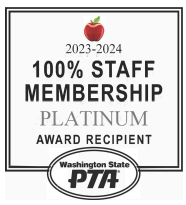 2023-2024
100% STAFF
MEMBERSHIP
PLATINUM
AWARD RECIPIENT
Washington State
PTA®